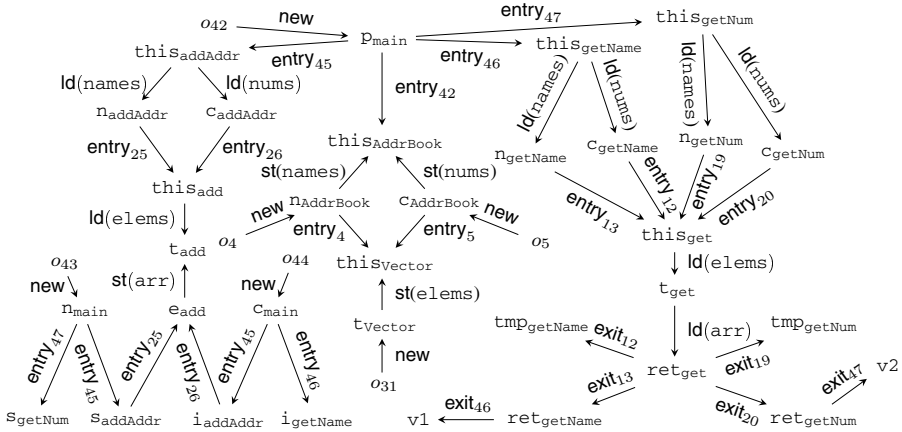 o42 new p_main entry47 this_getNum
this_addAddr entry45 entry46 this_getName
ld(names) ld(nums) entry42 ld(names) ld(nums) ld(names) ld(nums)
n_addAddr c_addAddr this_AddrBook n_getName c_getName n_getNum c_getNum
entry25 entry26 st(names) st(nums) entry13 entry12 entry19 entry20
this_add n_AddrBook c_AddrBook this_get
ld(elems) new entry4 entry5 new ld(elems)
t_add o4 o5
o43 o44 this_Vector t_get
new st(arr) new st(elems) ld(arr)
n_main e_add c_main t_Vector tmp_getName exit12 tmp_getNum
entry47 entry45 entry25 entry26 entry45 entry46 new exit19
o31 exit13 ret_get exit47 v2
s_getNum s_addAddr i_addAddr i_getName v1 exit46 ret_getName exit20 ret_getNum